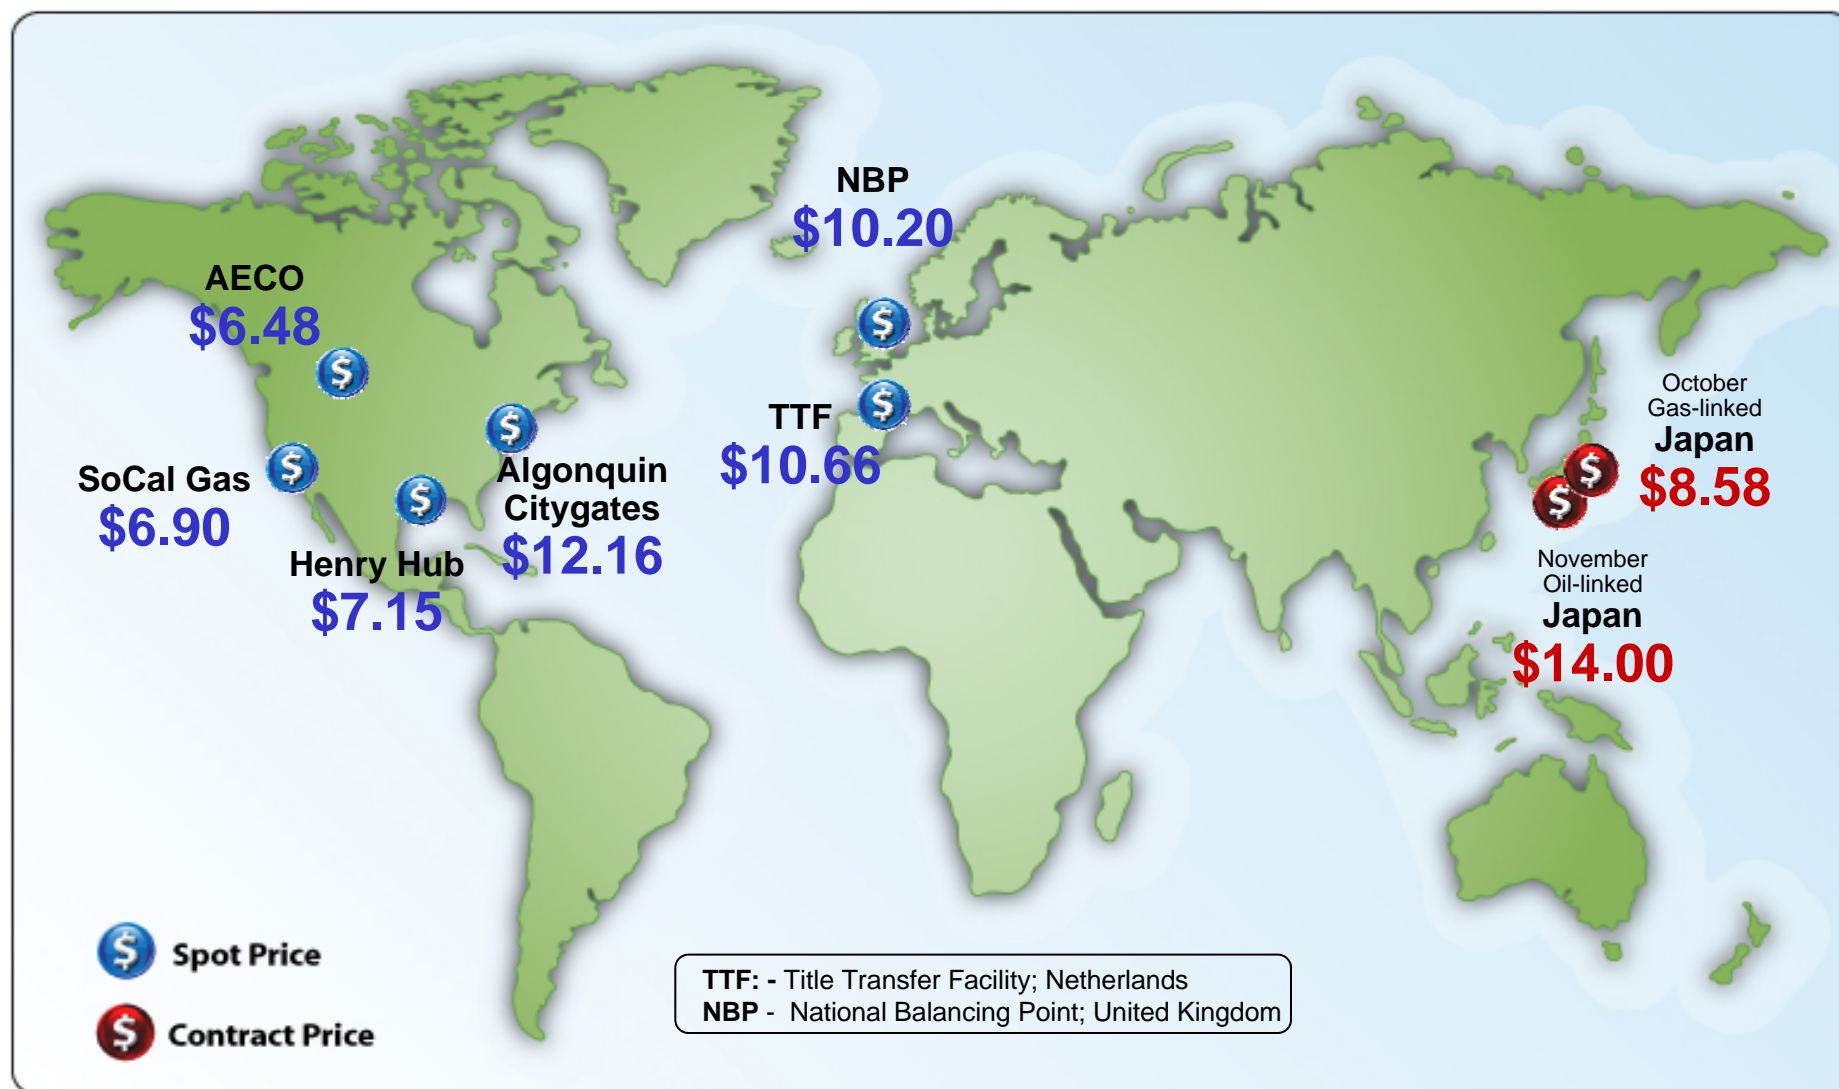 NBP
$10.20
AECO
$6.48
TTF
$10.66
SoCal Gas
$6.90
Algonquin
Citygates
$12.16
Henry Hub
$7.15
October
Gas-linked
Japan
$8.58
November
Oil-linked
Japan
$14.00
$ Spot Price
$ Contract Price
TTF: - Title Transfer Facility; Netherlands
NBP - National Balancing Point; United Kingdom